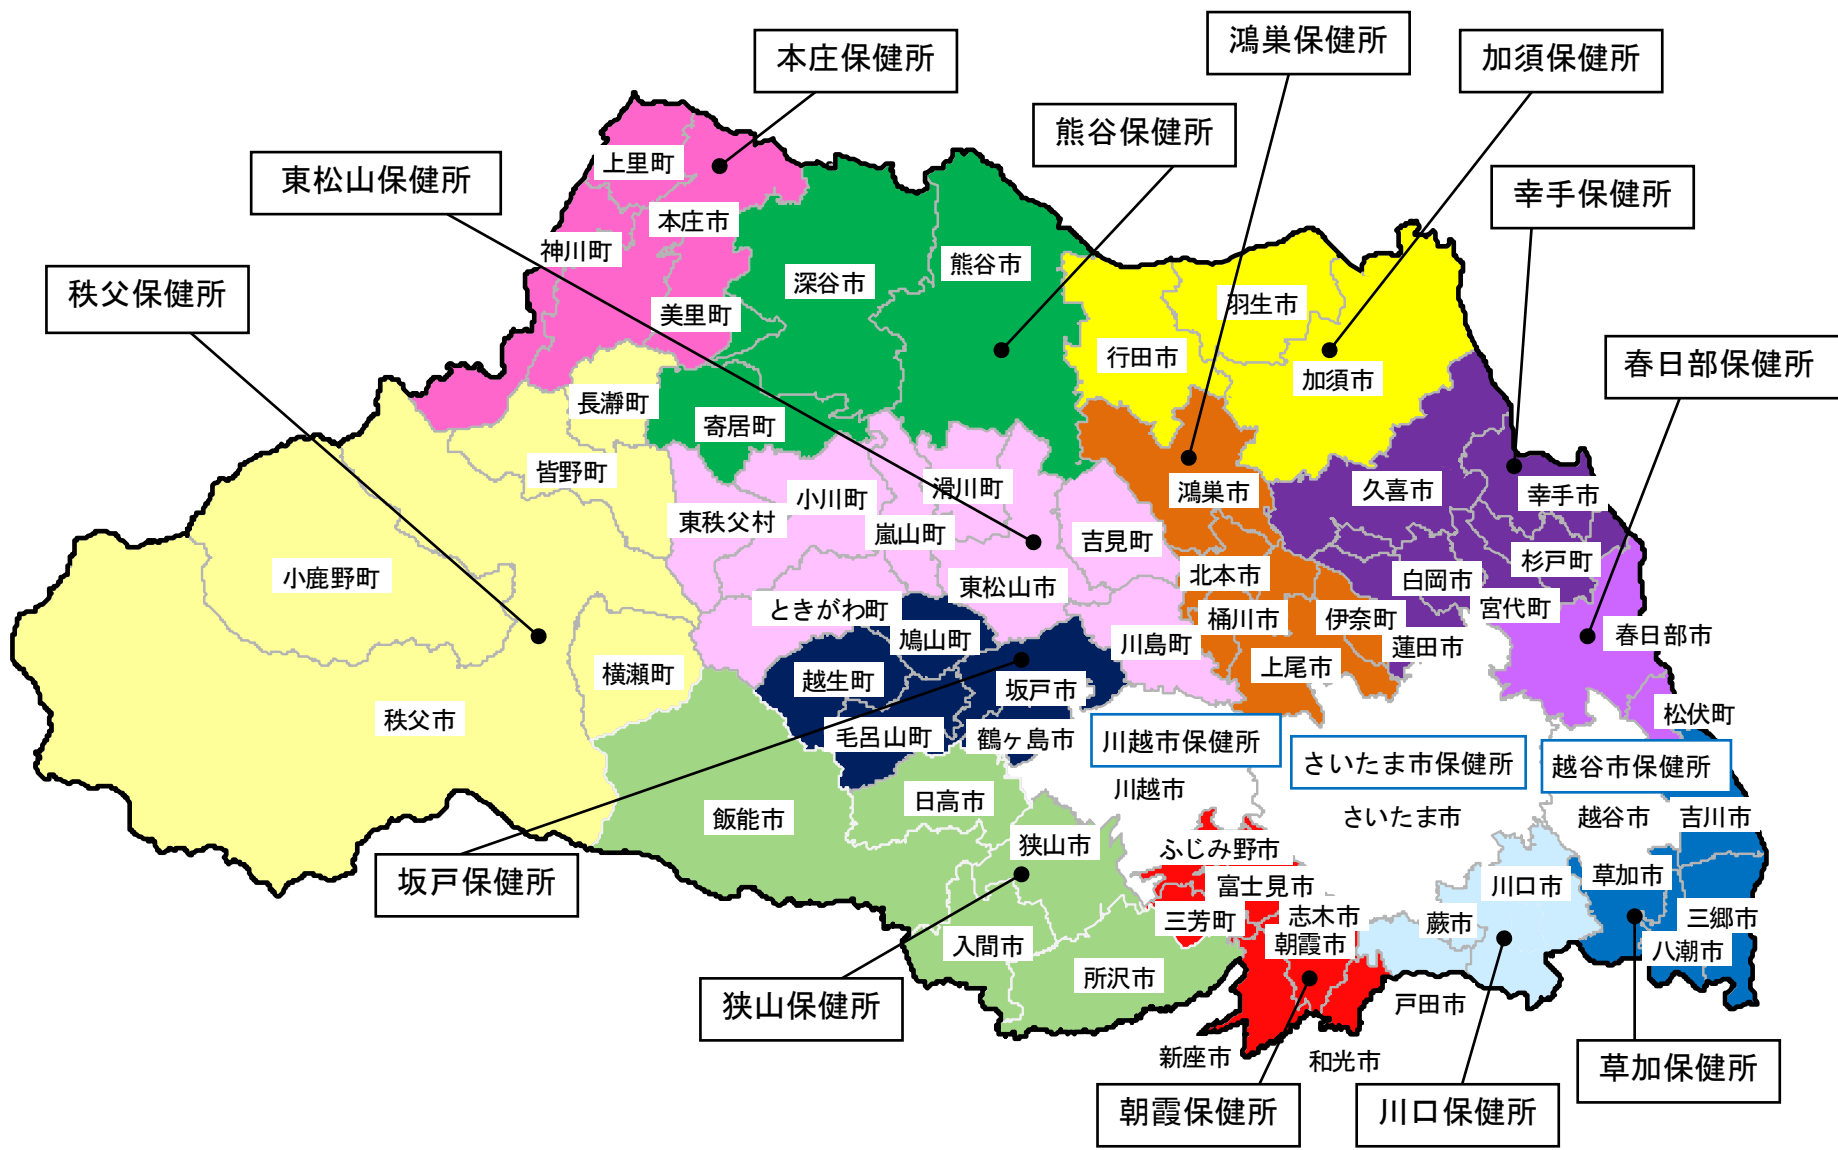 本庄保健所
鴻巣保健所
加須保健所
熊谷保健所
東松山保健所
幸手保健所
秩父保健所
春日部保健所
上里町
本庄市
神川町
美里町
深谷市
熊谷市
羽生市
行田市
加須市
長瀞町
寄居町
皆野町
東秩父村
小川町
滑川町
嵐山町
吉見町
鴻巣市
久喜市
幸手市
小鹿野町
ときがわ町
東松山市
北本市
白岡市
杉戸町
宮代町
桶川市
伊奈町
蓮田市
春日部市
鳩山町
川島町
上尾市
横瀬町
越生町
坂戸市
秩父市
毛呂山町
鶴ヶ島市
松伏町
川越市保健所
さいたま市保健所
越谷市保健所
川越市
さいたま市
越谷市
吉川市
飯能市
日高市
狭山市
ふじみ野市
富士見市
川口市
草加市
坂戸保健所
三芳町
志木市
蕨市
三郷市
入間市
朝霞市
八潮市
所沢市
狭山保健所
戸田市
新座市
和光市
草加保健所
朝霞保健所
川口保健所